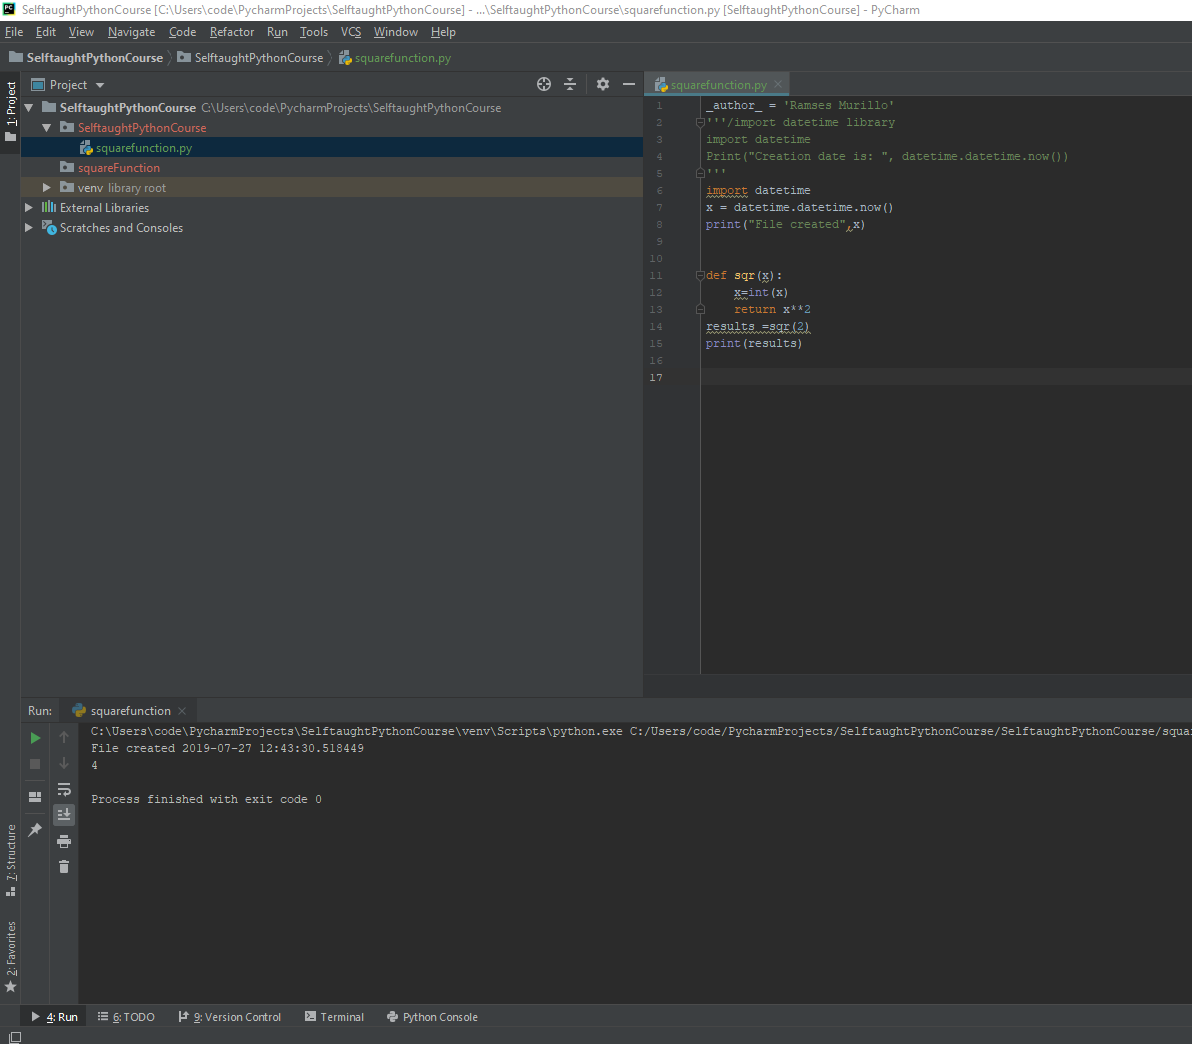 SelftaughtPythonCourse [C:\Users\code\PycharmProjects\SelftaughtPythonCourse] - ...\SelftaughtPythonCourse\squarefunction.py [SelftaughtPythonCourse] - PyCharm
File Edit View Navigate Code Refactor Run Tools VCS Window Help
SelftaughtPythonCourse SelftaughtPythonCourse squarefunction.py
1: Project
Project
SelftaughtPythonCourse C:\Users\code\PycharmProjects\SelftaughtPythonCourse
SelftaughtPythonCourse
squarefunction.py
squareFunction
venv library root
External Libraries
Scratches and Consoles
squarefunction.py
1 _author_ = 'Ramses Murillo'
2 '''/import datetime library
3 import datetime
4 Print("Creation date is: ", datetime.datetime.now())
5 '''
6 import datetime
7 x = datetime.datetime.now()
8 print("File created",x)
9
10
11 def sqr(x):
12     x=int(x)
13     return x**2
14 results =sqr(2)
15 print(results)
16
17
Run: squarefunction
C:\Users\code\PycharmProjects\SelftaughtPythonCourse\venv\Scripts\python.exe C:/Users/code/PycharmProjects/SelftaughtPythonCourse/SelftaughtPythonCourse/squa
File created 2019-07-27 12:43:30.518449
4
Process finished with exit code 0
7: Structure
2: Favorites
4: Run 6: TODO 9: Version Control Terminal Python Console